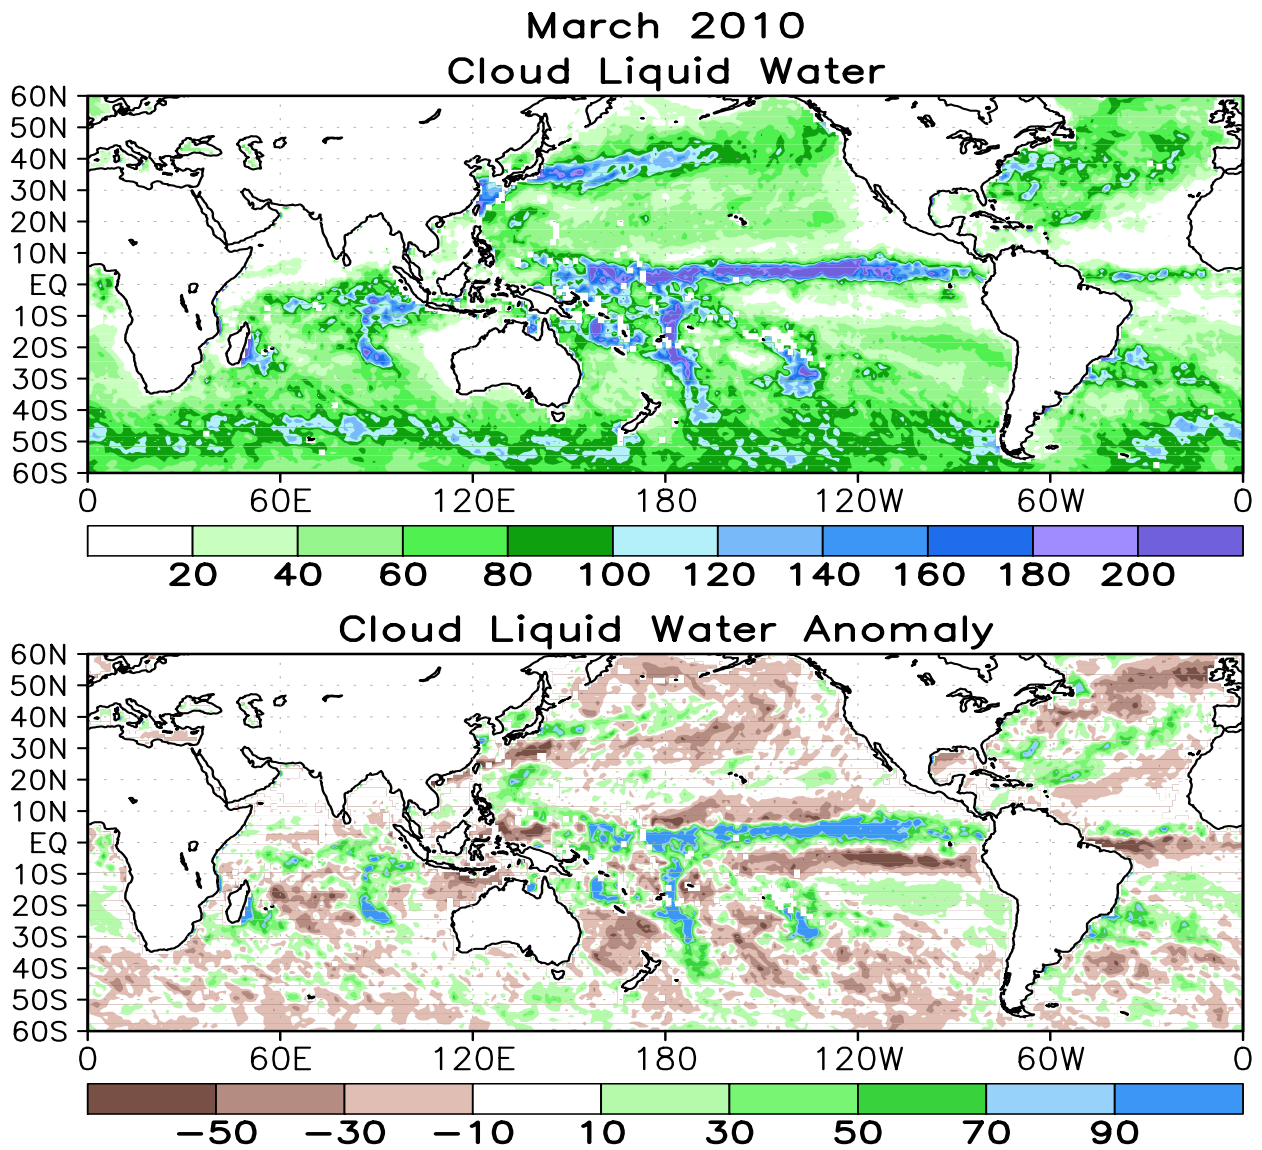 March 2010
Cloud Liquid Water
60N
50N
40N
30N
20N
10N
EQ
10S
20S
30S
40S
50S
60S
0 60E 120E 180 120W 60W 0
20 40 60 80 100 120 140 160 180 200
Cloud Liquid Water Anomaly
60N
50N
40N
30N
20N
10N
EQ
10S
20S
30S
40S
50S
60S
0 60E 120E 180 120W 60W 0
−50 −30 −10 10 30 50 70 90